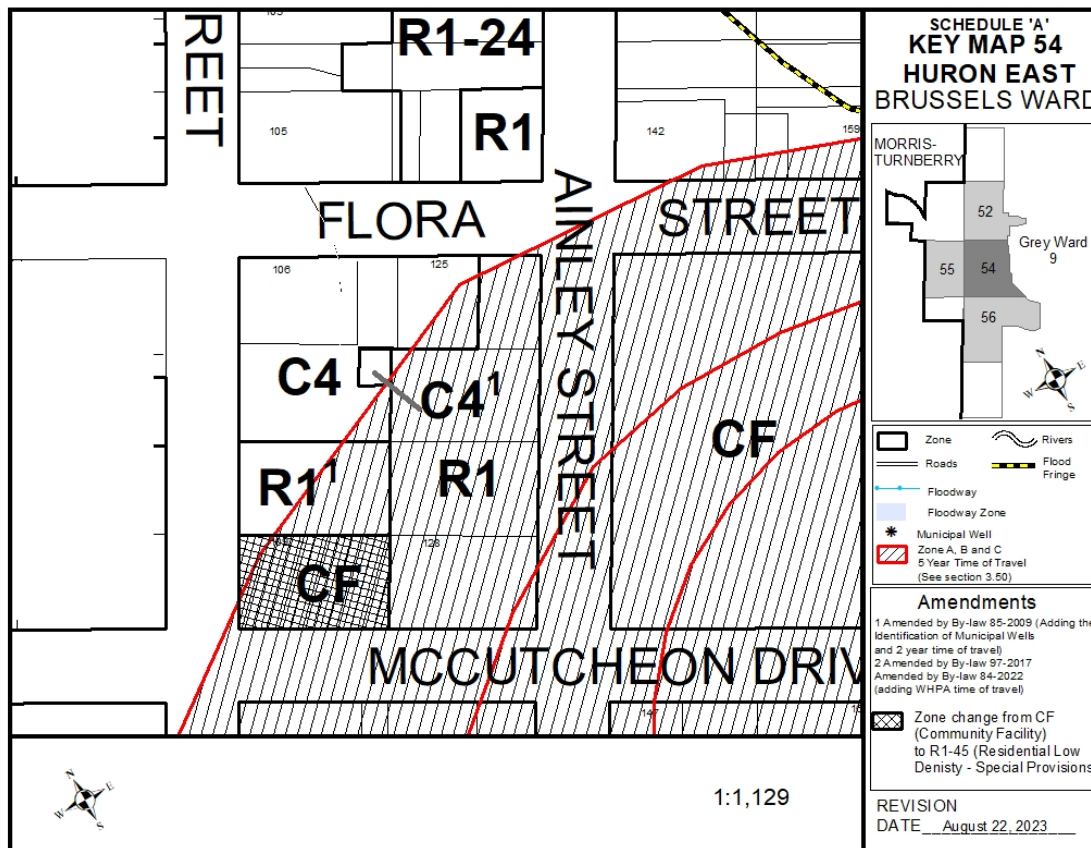 SCHEDULE 'A'
KEY MAP 54
HURON EAST
BRUSSELS WARD
MORRIS-
TURNBERRY
52
Grey Ward
9
55
54
56
N
E
W
S
Zone
Rivers
Roads
Flood
Fringe
Floodway
Floodway Zone
Municipal Well
Zone A, B and C
5 Year Time of Travel
(See section 3.50)
Amendments
1 Amended by By-law 85-2009 (Adding the
Identification of Municipal Wells
and 2 year time of travel)
2 Amended by By-law 97-2017
Amended by By-law 84-2022
(adding WHPA time of travel)
Zone change from CF
(Community Facility)
to R1-45 (Residential Low
Denisty - Special Provisions
REVISION
DATE August 22, 2023
REET
R1-24
R1
105
142
159
FLORA
STREET
AINLEY STREET
106
125
C4
C4¹
R1¹
R1
CF
128
CF
MCCUTCHEON DRIV
147
N
E
W
S
1:1,129